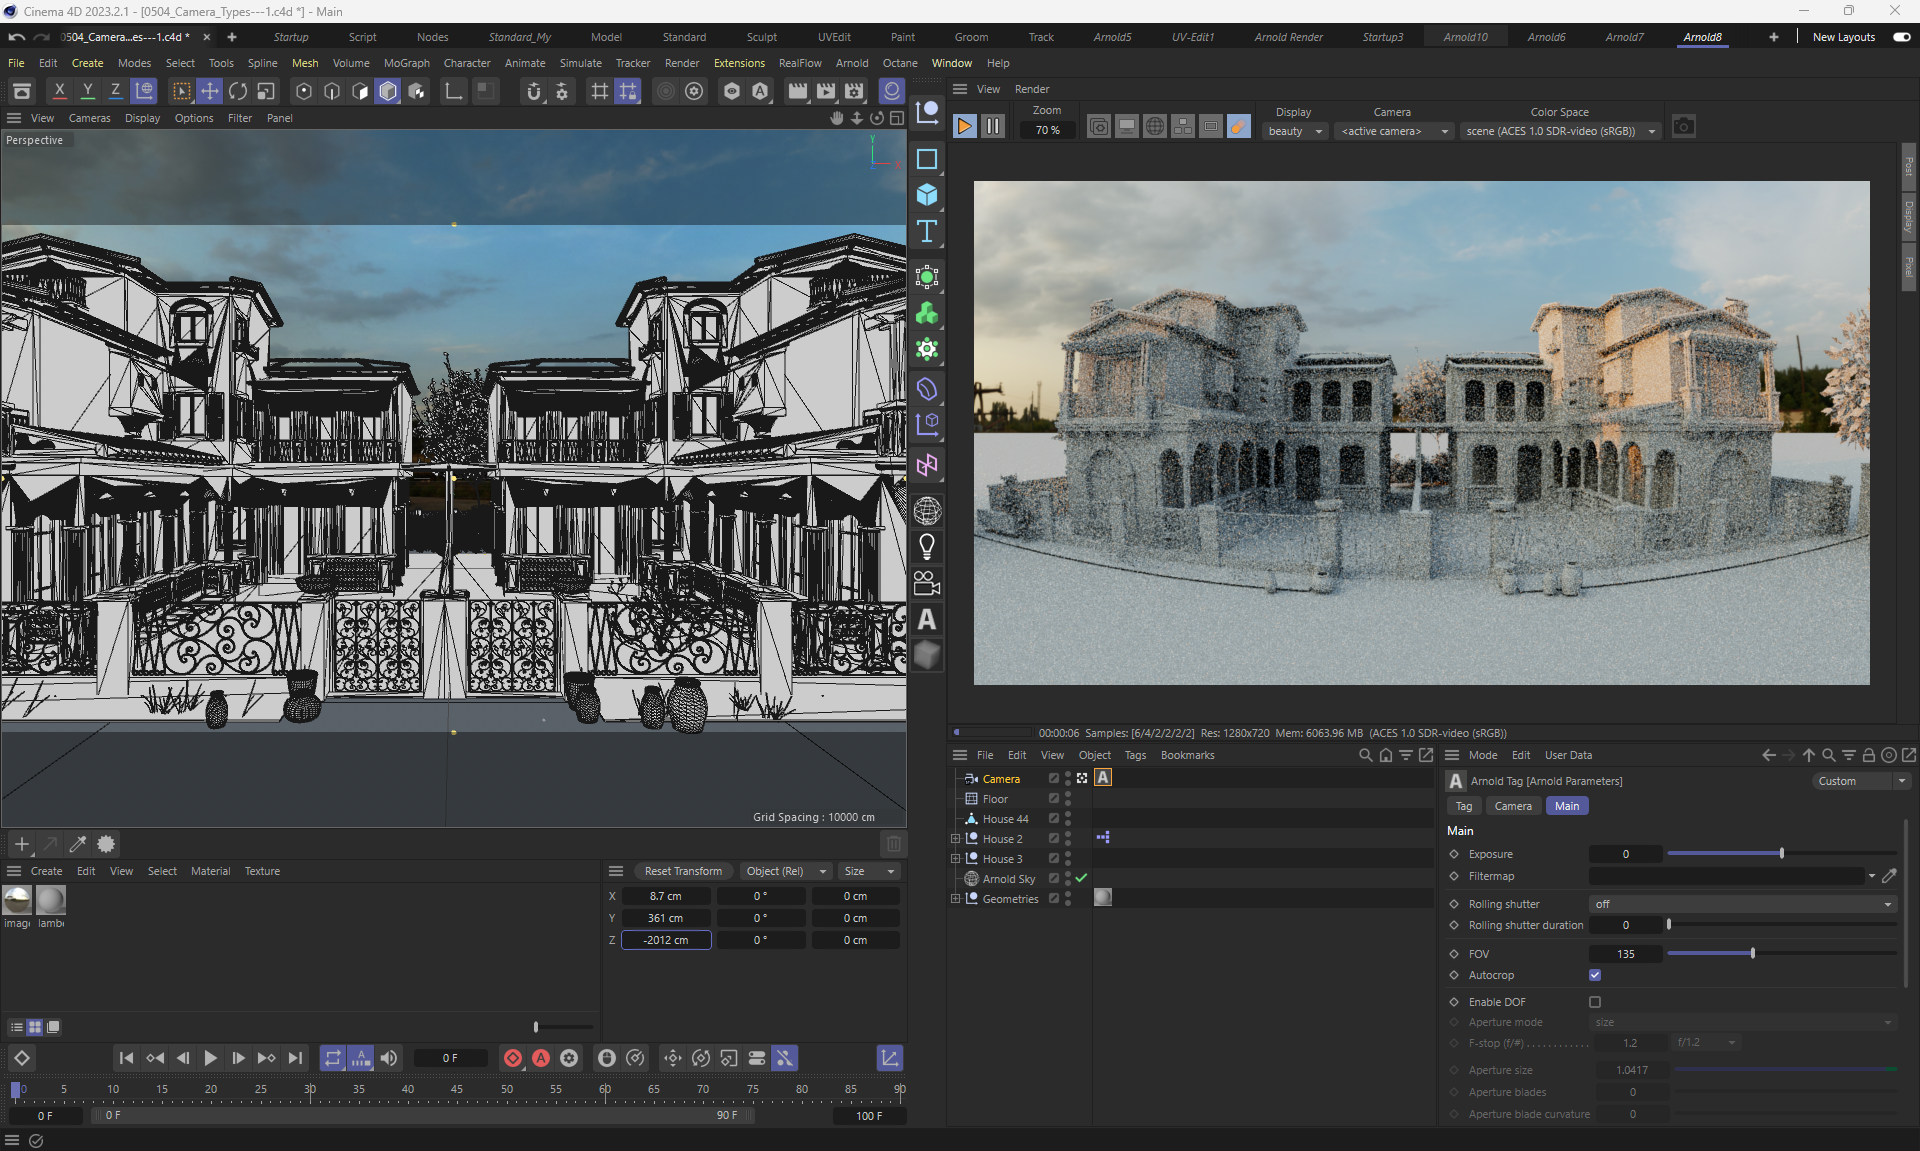 Cinema 4D 2023.2.1 - [0504_Camera_Types---1.c4d *] - Main
0504_Camera...es---1.c4d *
Startup Script Nodes Standard_My Model Standard Sculpt UVEdit Paint Groom Track Arnold5 UV-Edit1 Arnold Render Startup3 Arnold10 Arnold6 Arnold7 Arnold8 New Layouts
File Edit Create Modes Select Tools Spline Mesh Volume MoGraph Character Animate Simulate Tracker Render Extensions RealFlow Arnold Octane Window Help
X Y Z
View Cameras Display Options Filter Panel
Perspective
Y
X
Grid Spacing : 10000 cm
View Render
Zoom Display Camera Color Space
70 % beauty <active camera> scene (ACES 1.0 SDR-video (sRGB))
Post
Display
Pixel
00:00:06 Samples: [6/4/2/2/2/2] Res: 1280x720 Mem: 6063.96 MB (ACES 1.0 SDR-video (sRGB))
File Edit View Object Tags Bookmarks
Camera
Floor
House 44
House 2
House 3
Arnold Sky
Geometries
Mode Edit User Data
Arnold Tag [Arnold Parameters]
Custom
Tag Camera Main
Main
Exposure 0
Filtermap
Rolling shutter off
Rolling shutter duration 0
FOV 135
Autocrop
Enable DOF
Aperture mode size
F-stop (f/#) . . . . . . . . . . . . 1.2 f/1.2
Aperture size 1.0417
Aperture blades 0
Aperture blade curvature 0
Create Edit View Select Material Texture
imag lambe
Reset Transform Object (Rel) Size
X 8.7 cm 0 ° 0 cm
Y 361 cm 0 ° 0 cm
Z -2012 cm 0 ° 0 cm
0 F
0 5 10 15 20 25 30 35 40 45 50 55 60 65 70 75 80 85 90
0 F 0 F 90 F 100 F